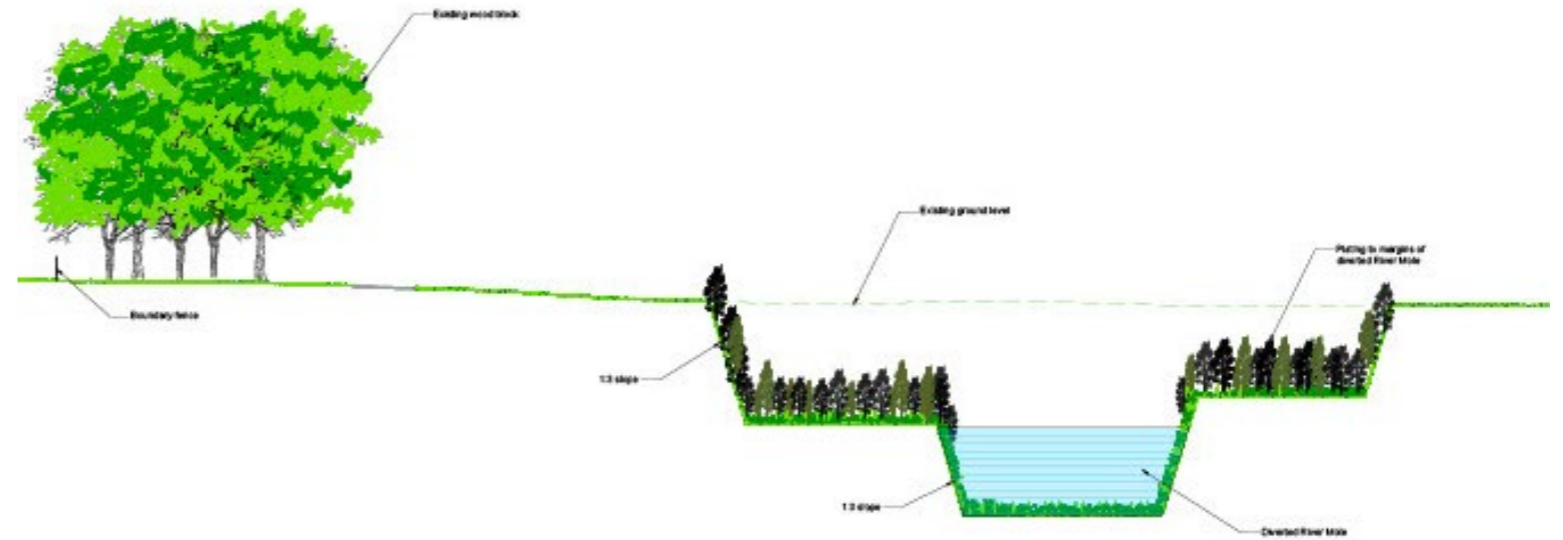 Existing wood block
Existing ground level
Plating to margins of
diverted River Mole
Boundary fence
1:3 slope
1:3 slope
Diverted River Mole